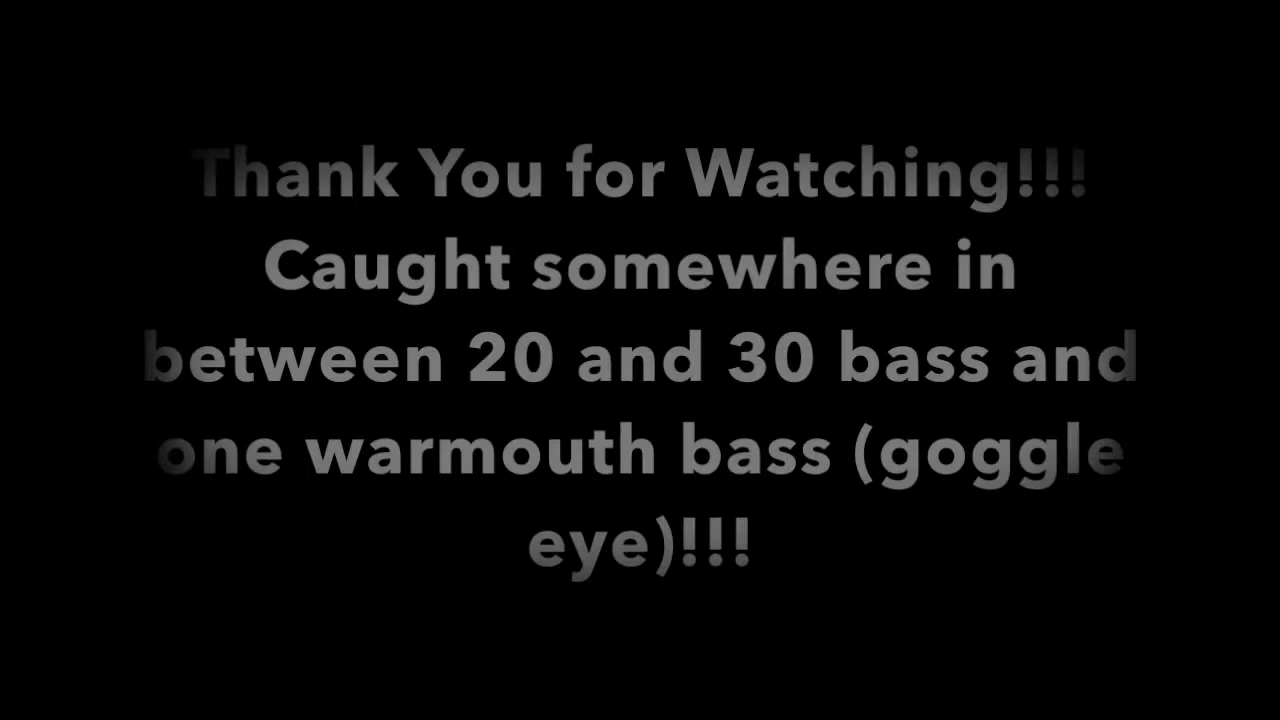 Thank You for Watching!!!
Caught somewhere in
between 20 and 30 bass and
one warmouth bass (goggle
eye)!!!